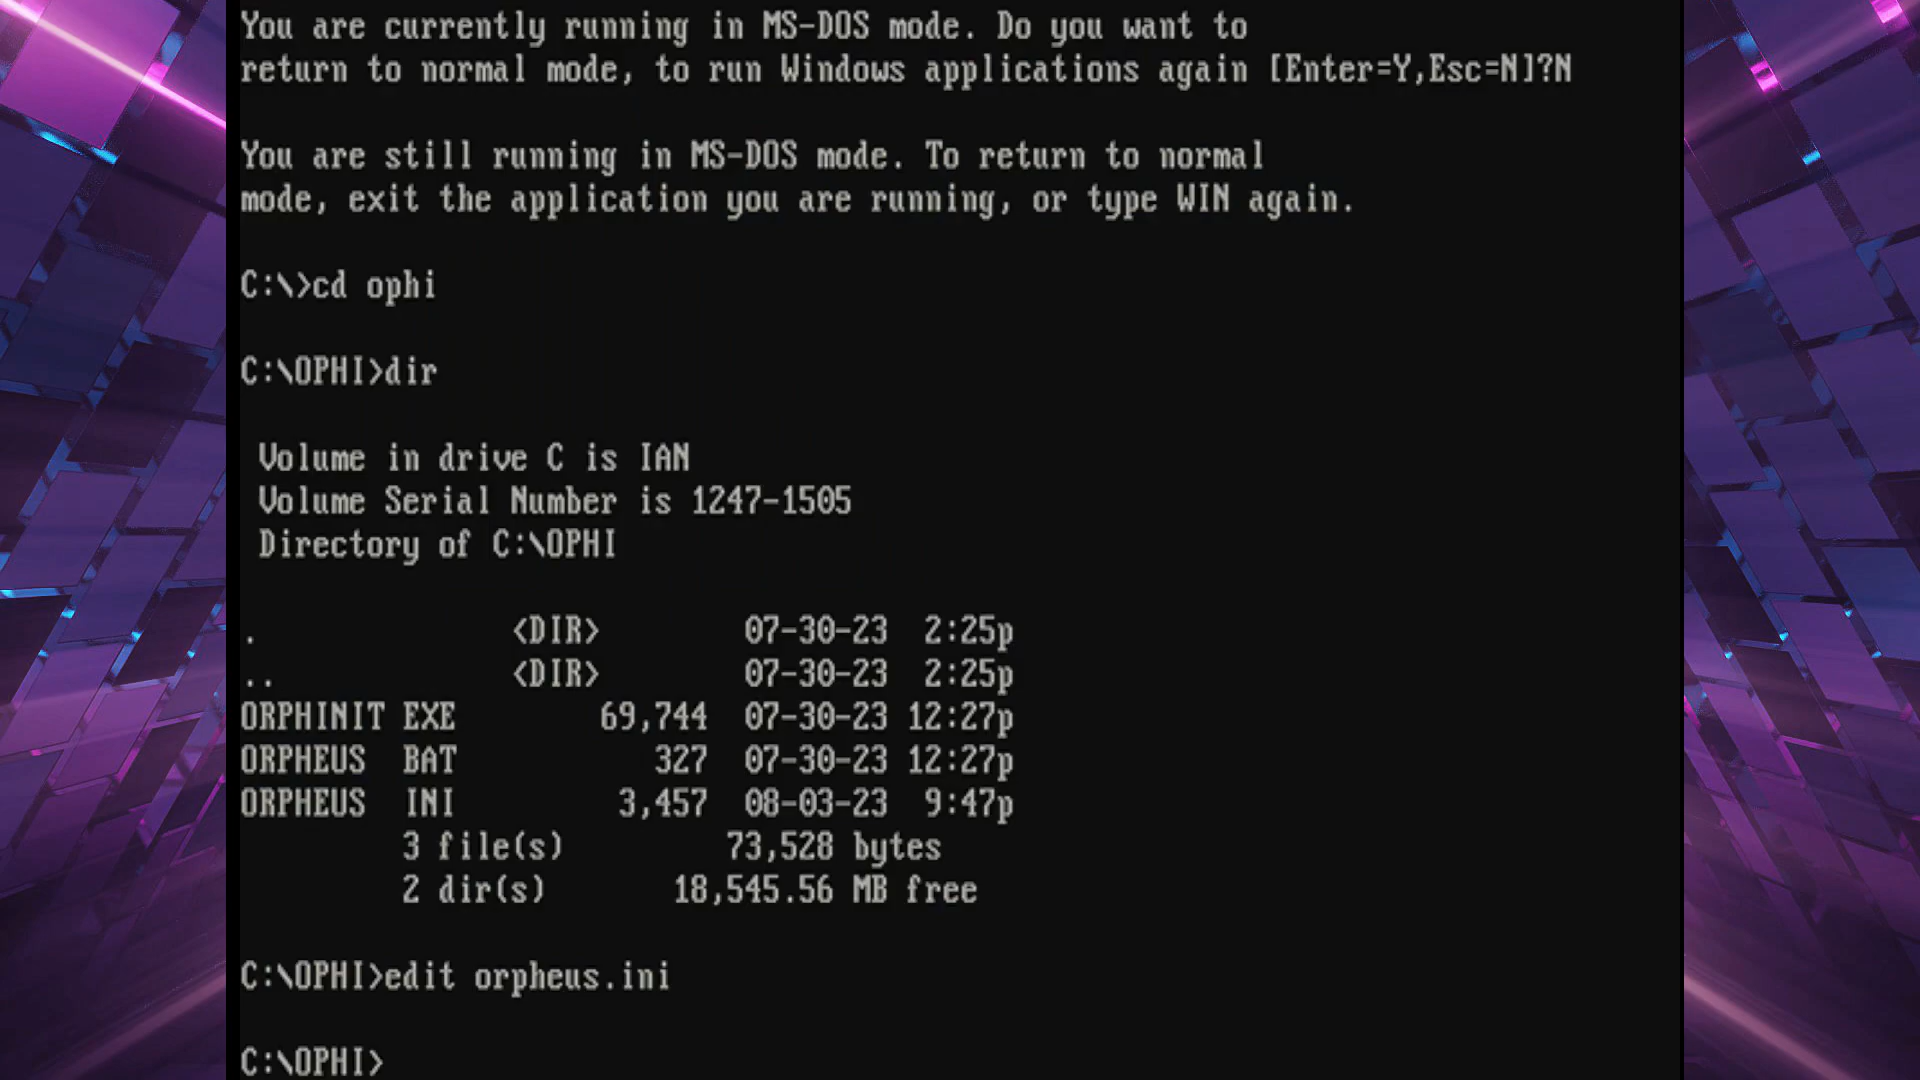 You are currently running in MS-DOS mode. Do you want to
return to normal mode, to run Windows applications again [Enter=Y,Esc=N]?N
You are still running in MS-DOS mode. To return to normal
mode, exit the application you are running, or type WIN again.
C:\>cd ophi
C:\OPHI>dir
Volume in drive C is IAN
Volume Serial Number is 1247-1505
Directory of C:\OPHI
. <DIR> 07-30-23 2:25p
.. <DIR> 07-30-23 2:25p
ORPHINIT EXE 69,744 07-30-23 12:27p
ORPHEUS BAT 327 07-30-23 12:27p
ORPHEUS INI 3,457 08-03-23 9:47p
3 file(s) 73,528 bytes
2 dir(s) 18,545.56 MB free
C:\OPHI>edit orpheus.ini
C:\OPHI>